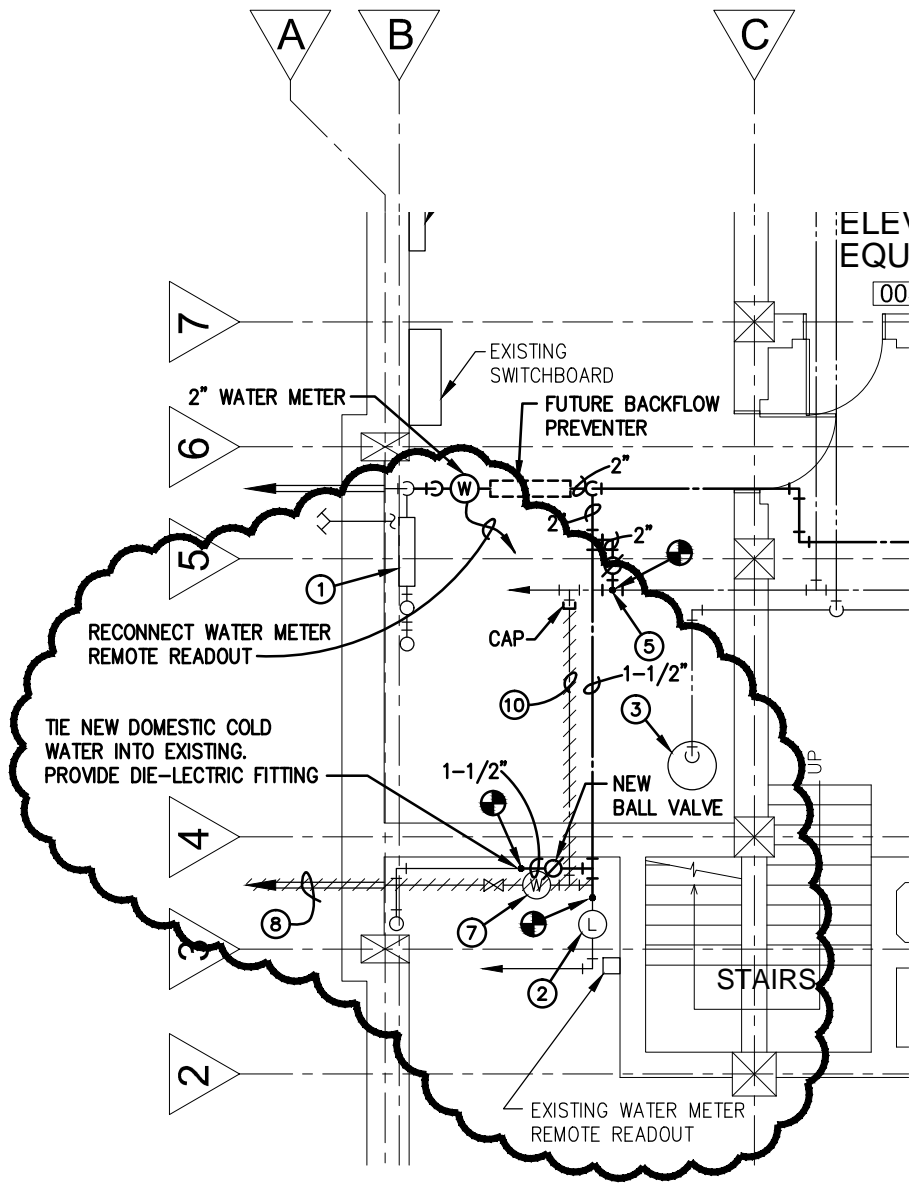 A
B
C
ELEV
EQU
00
7
EXISTING
SWITCHBOARD
2" WATER METER
FUTURE BACKFLOW
PREVENTER
6
2"
W
2"
2"
5
1
RECONNECT WATER METER
REMOTE READOUT
CAP
5
10
1-1/2"
3
TIE NEW DOMESTIC COLD
WATER INTO EXISTING.
PROVIDE DIE-LECTRIC FITTING
1-1/2"
NEW
BALL VALVE
UP
4
W
8
7
L
3
2
STAIRS
2
EXISTING WATER METER
REMOTE READOUT